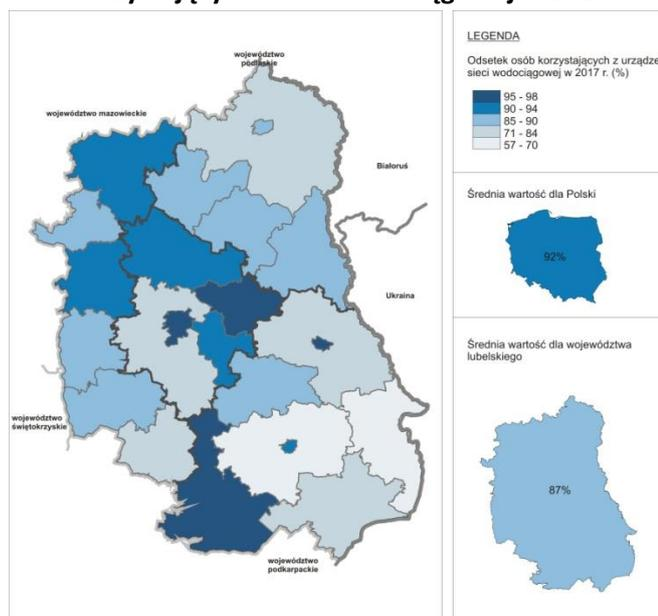 województwo
podlaskie
województwo mazowieckie
Białoruś
Ukraina
województwo
świętokrzyskie
województwo
podkarpackie
LEGENDA
Odsetek osób korzystających z urządze
sieci wodociągowej w 2017 r. (%)
95 - 98
90 - 94
85 - 90
71 - 84
57 - 70
Średnia wartość dla Polski
92%
Średnia wartość dla województwa
lubelskiego
87%